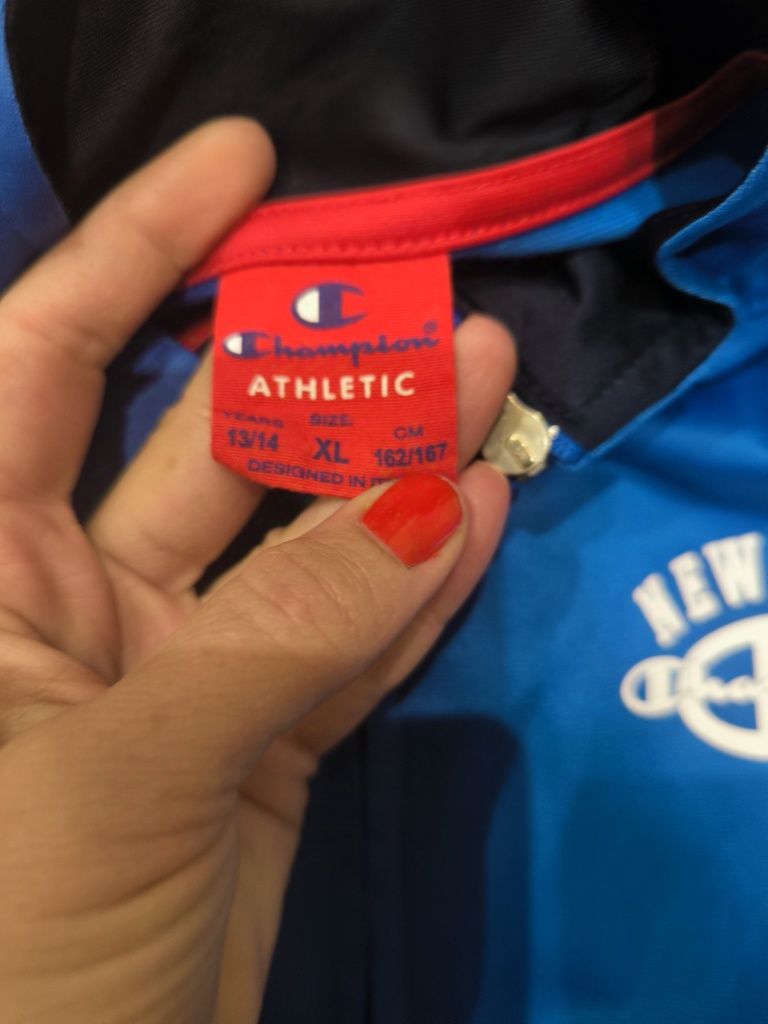 Champion®
ATHLETIC
YEARS SIZE: CM
13/14 XL 162/167
DESIGNED IN
NEW